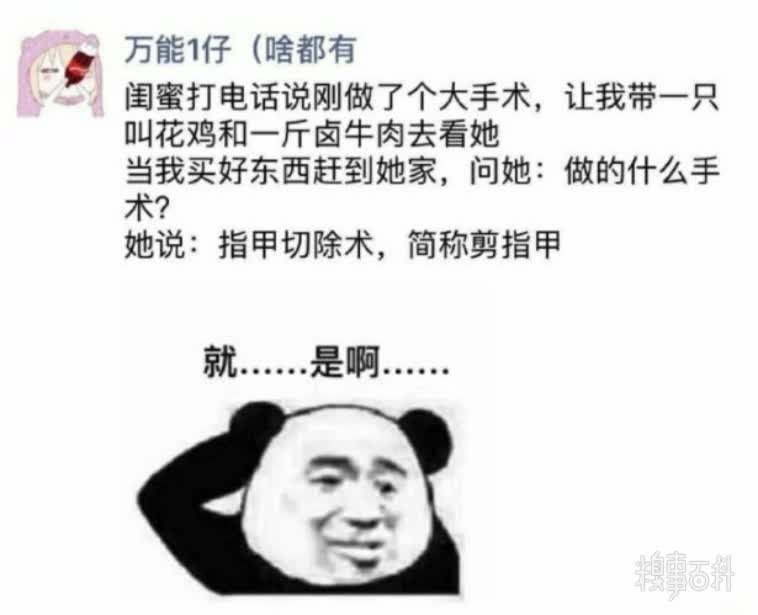 万能1仔（啥都有
闺蜜打电话说刚做了个大手术，让我带一只
叫花鸡和一斤卤牛肉去看她
当我买好东西赶到她家，问她：做的什么手
术？
她说：指甲切除术，简称剪指甲
就……是啊……
糗事百科